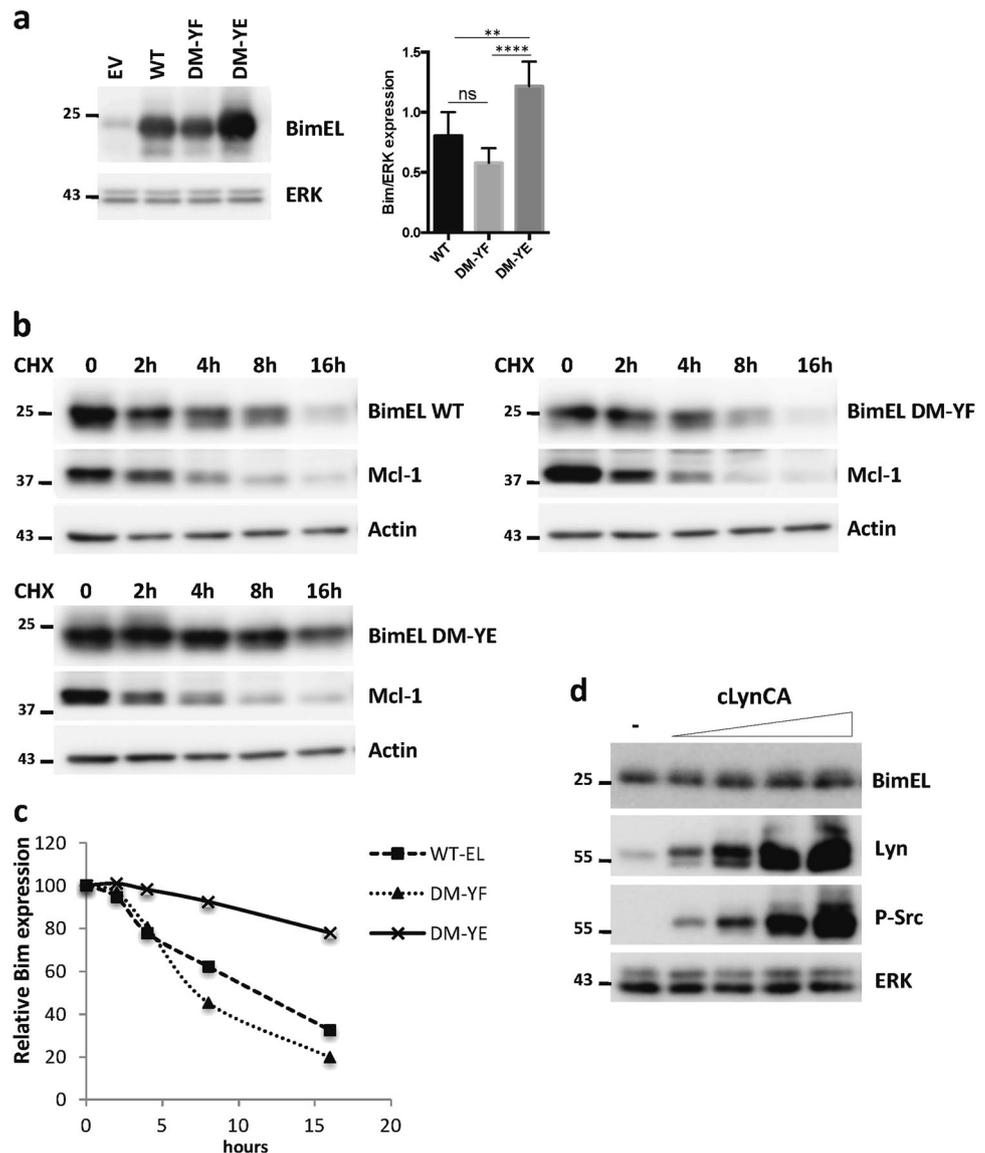 a
EV WT DM-YF DM-YE
25
BimEL
43
ERK
Bim/ERK expression
1.5
1.0
0.5
0.0
**
****
ns
WT DM-YF DM-YE
b
CHX 0 2h 4h 8h 16h
25
BimEL WT
37
Mcl-1
43
Actin
CHX 0 2h 4h 8h 16h
25
BimEL DM-YF
37
Mcl-1
43
Actin
CHX 0 2h 4h 8h 16h
25
BimEL DM-YE
37
Mcl-1
43
Actin
c
Relative Bim expression
120
100
80
60
40
20
0
0 5 10 15 20
hours
WT-EL
DM-YF
DM-YE
d
cLynCA
-
25
BimEL
55
Lyn
55
P-Src
43
ERK